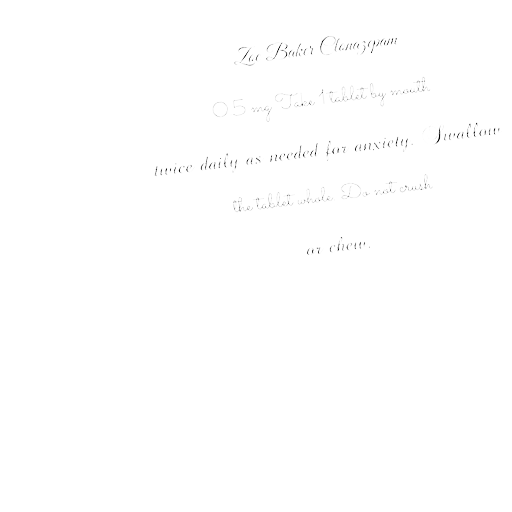 Zoe Baker Clonazepam
0.5 mg Take 1 tablet by mouth
twice daily as needed for anxiety. Swallow
the tablet whole. Do not crush
or chew.